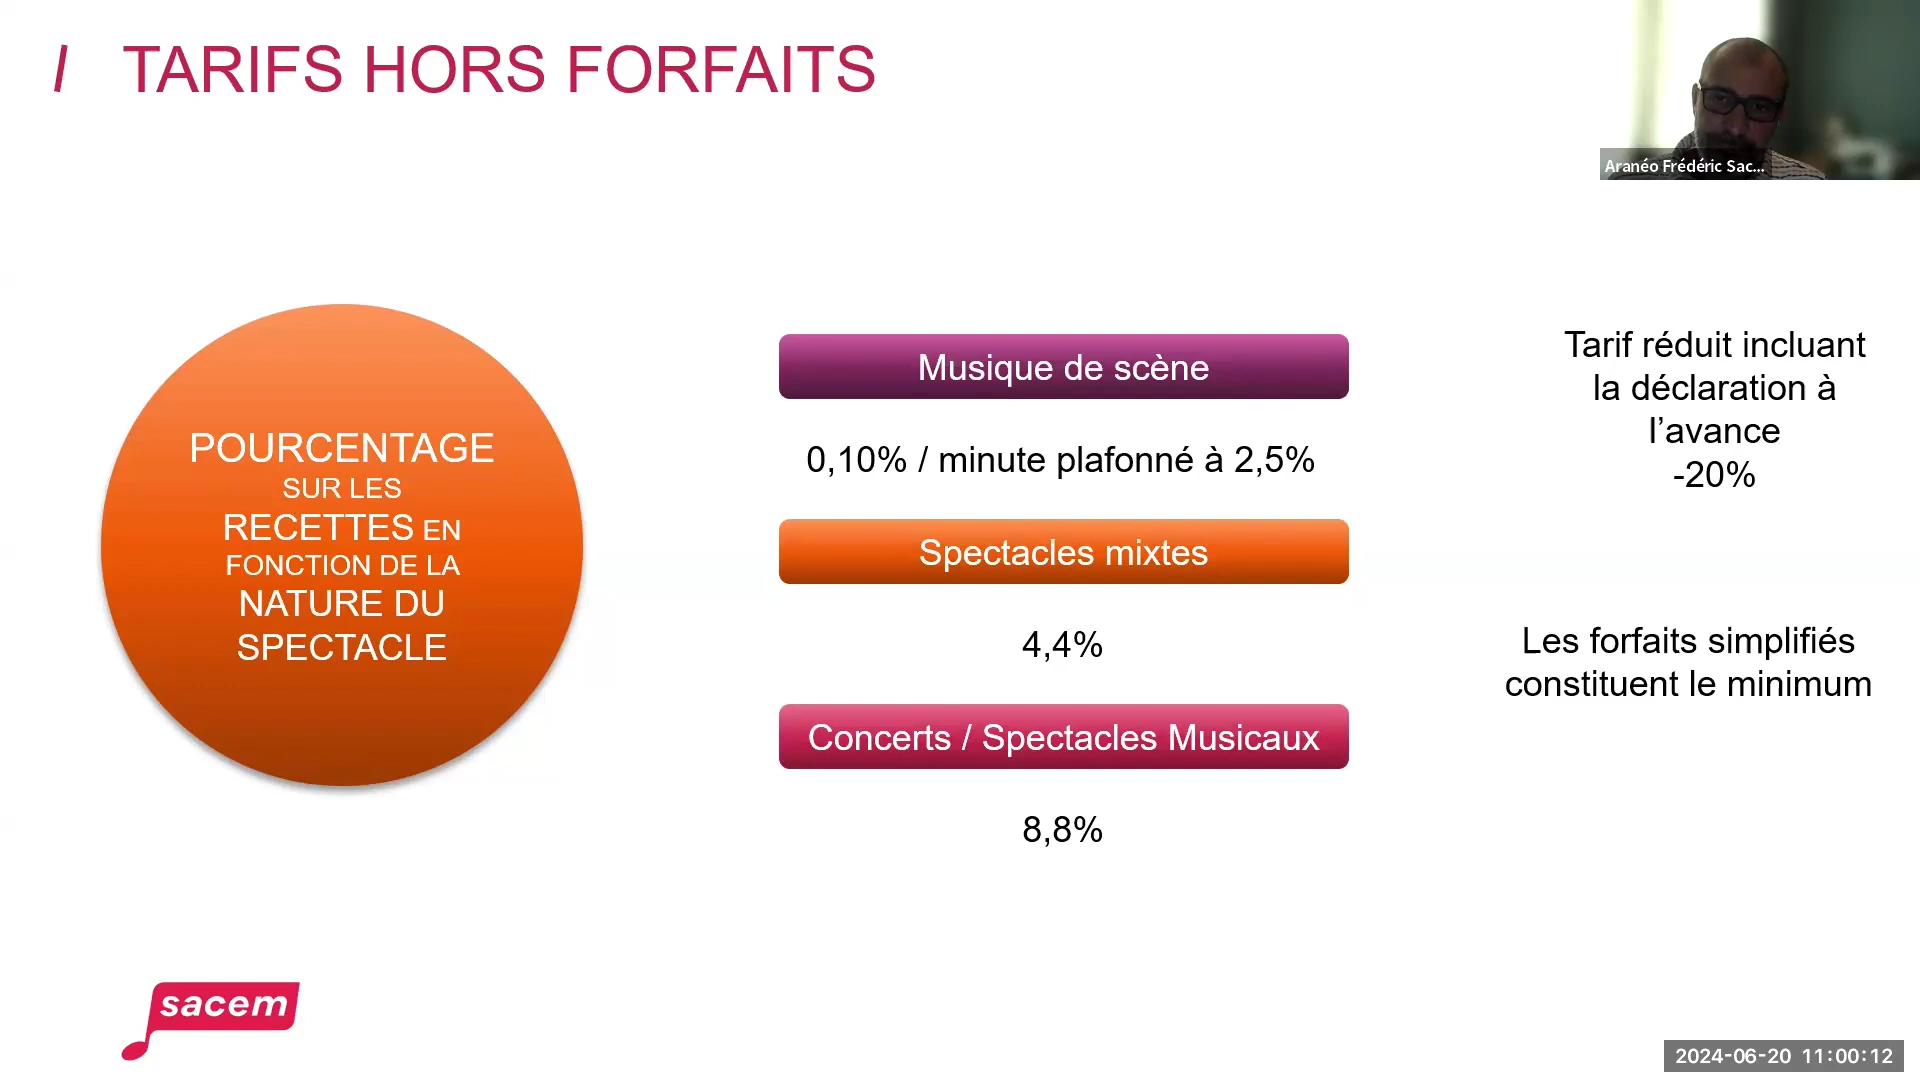 / TARIFS HORS FORFAITS
Aranéo Frédéric Sac...
POURCENTAGE
SUR LES
RECETTES EN
FONCTION DE LA
NATURE DU
SPECTACLE
Musique de scène
0,10% / minute plafonné à 2,5%
Spectacles mixtes
4,4%
Concerts / Spectacles Musicaux
8,8%
Tarif réduit incluant
la déclaration à
l’avance
-20%
Les forfaits simplifiés
constituent le minimum
sacem
2024-06-20 11:00:12